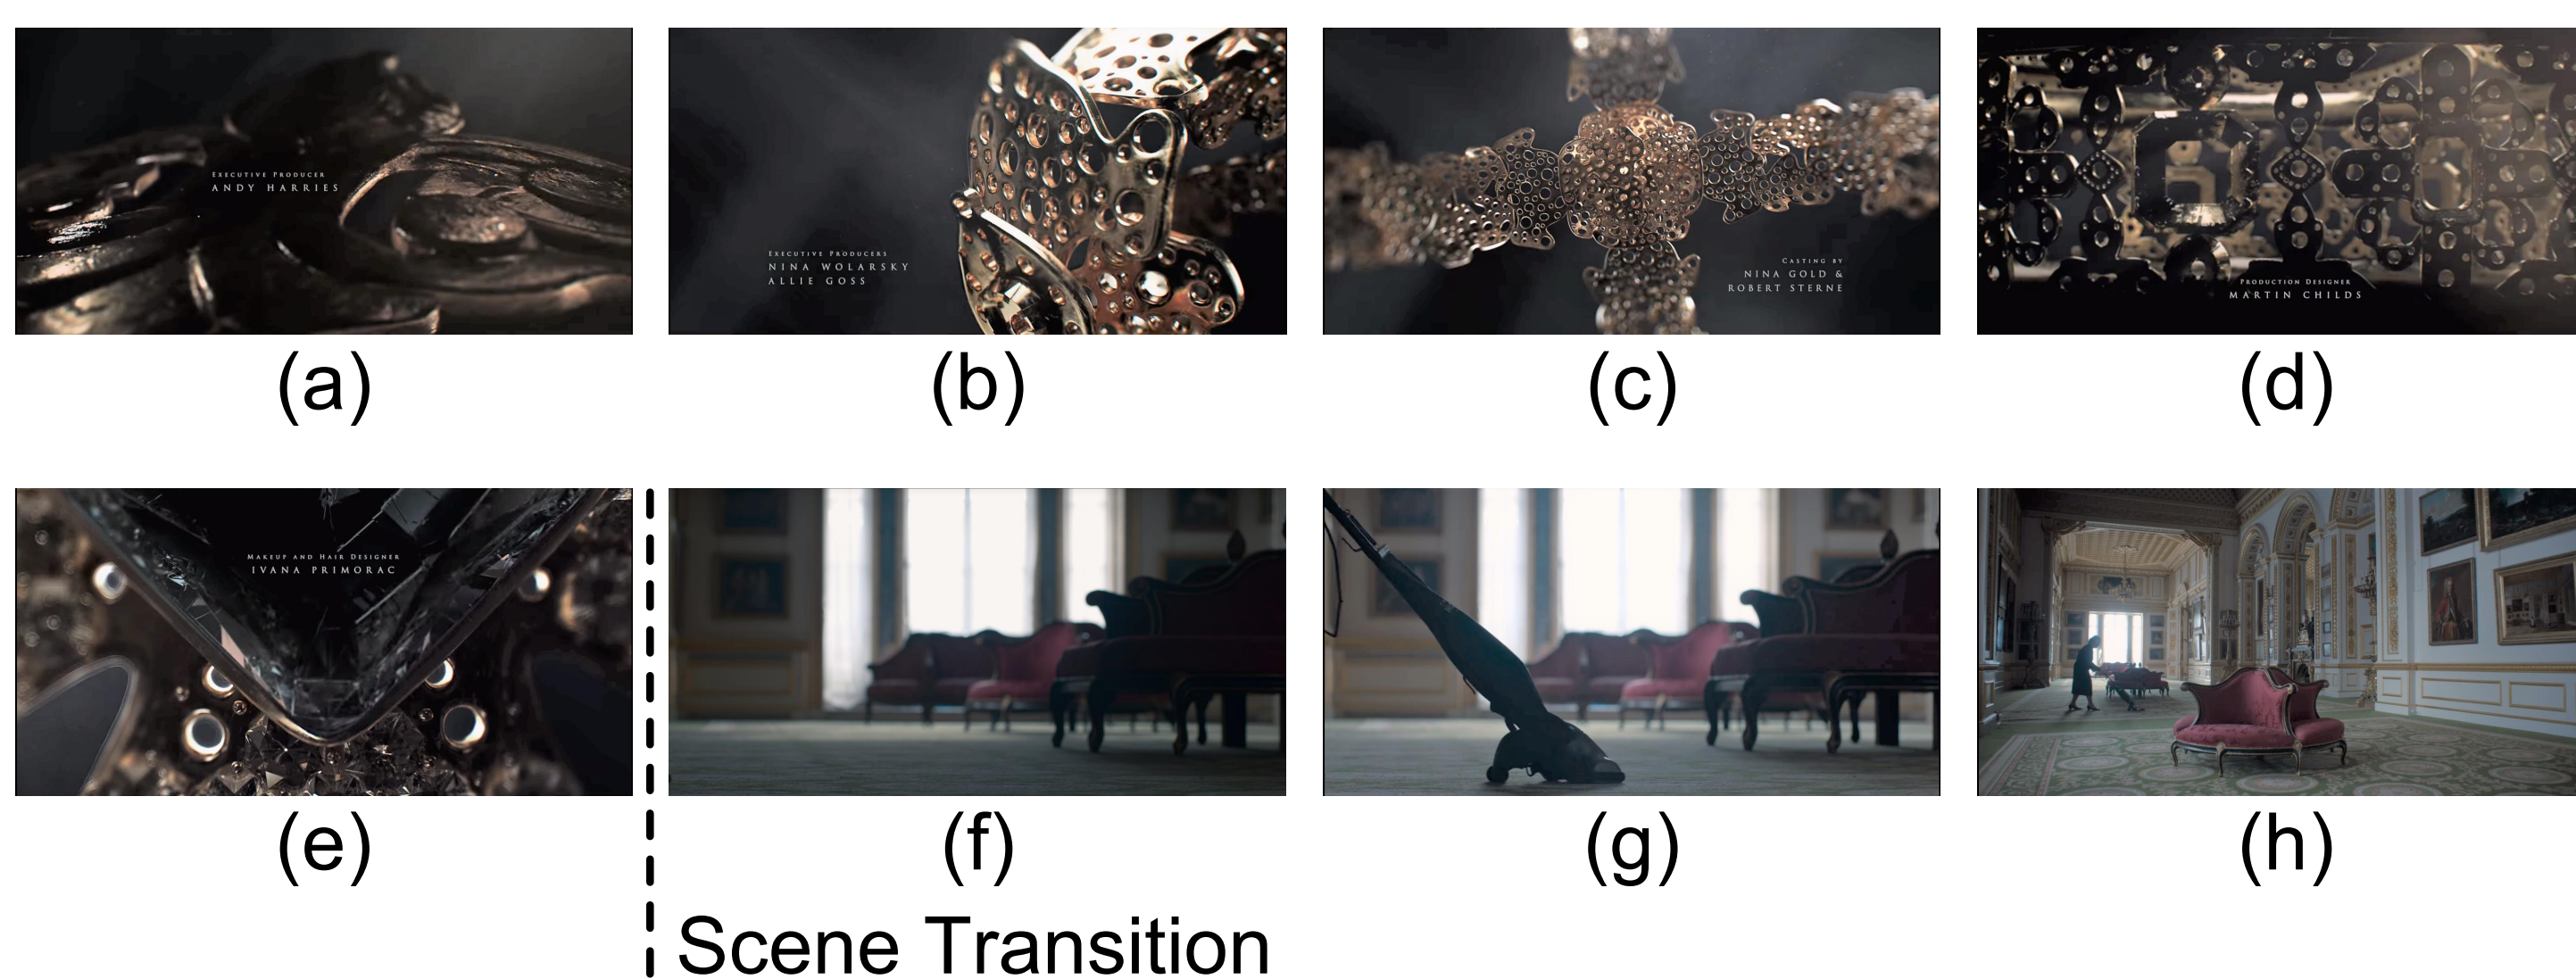 EXECUTIVE PRODUCER
ANDY HARRIES
EXECUTIVE PRODUCERS
NINA WOLARSKY
ALLIE GOSS
CASTING BY
NINA GOLD &
ROBERT STERNE
PRODUCTION DESIGNER
MARTIN CHILDS
(a)
(b)
(c)
(d)
MAKEUP AND HAIR DESIGNER
IVANA PRIMORAC
(e)
(f)
(g)
(h)
Scene Transition